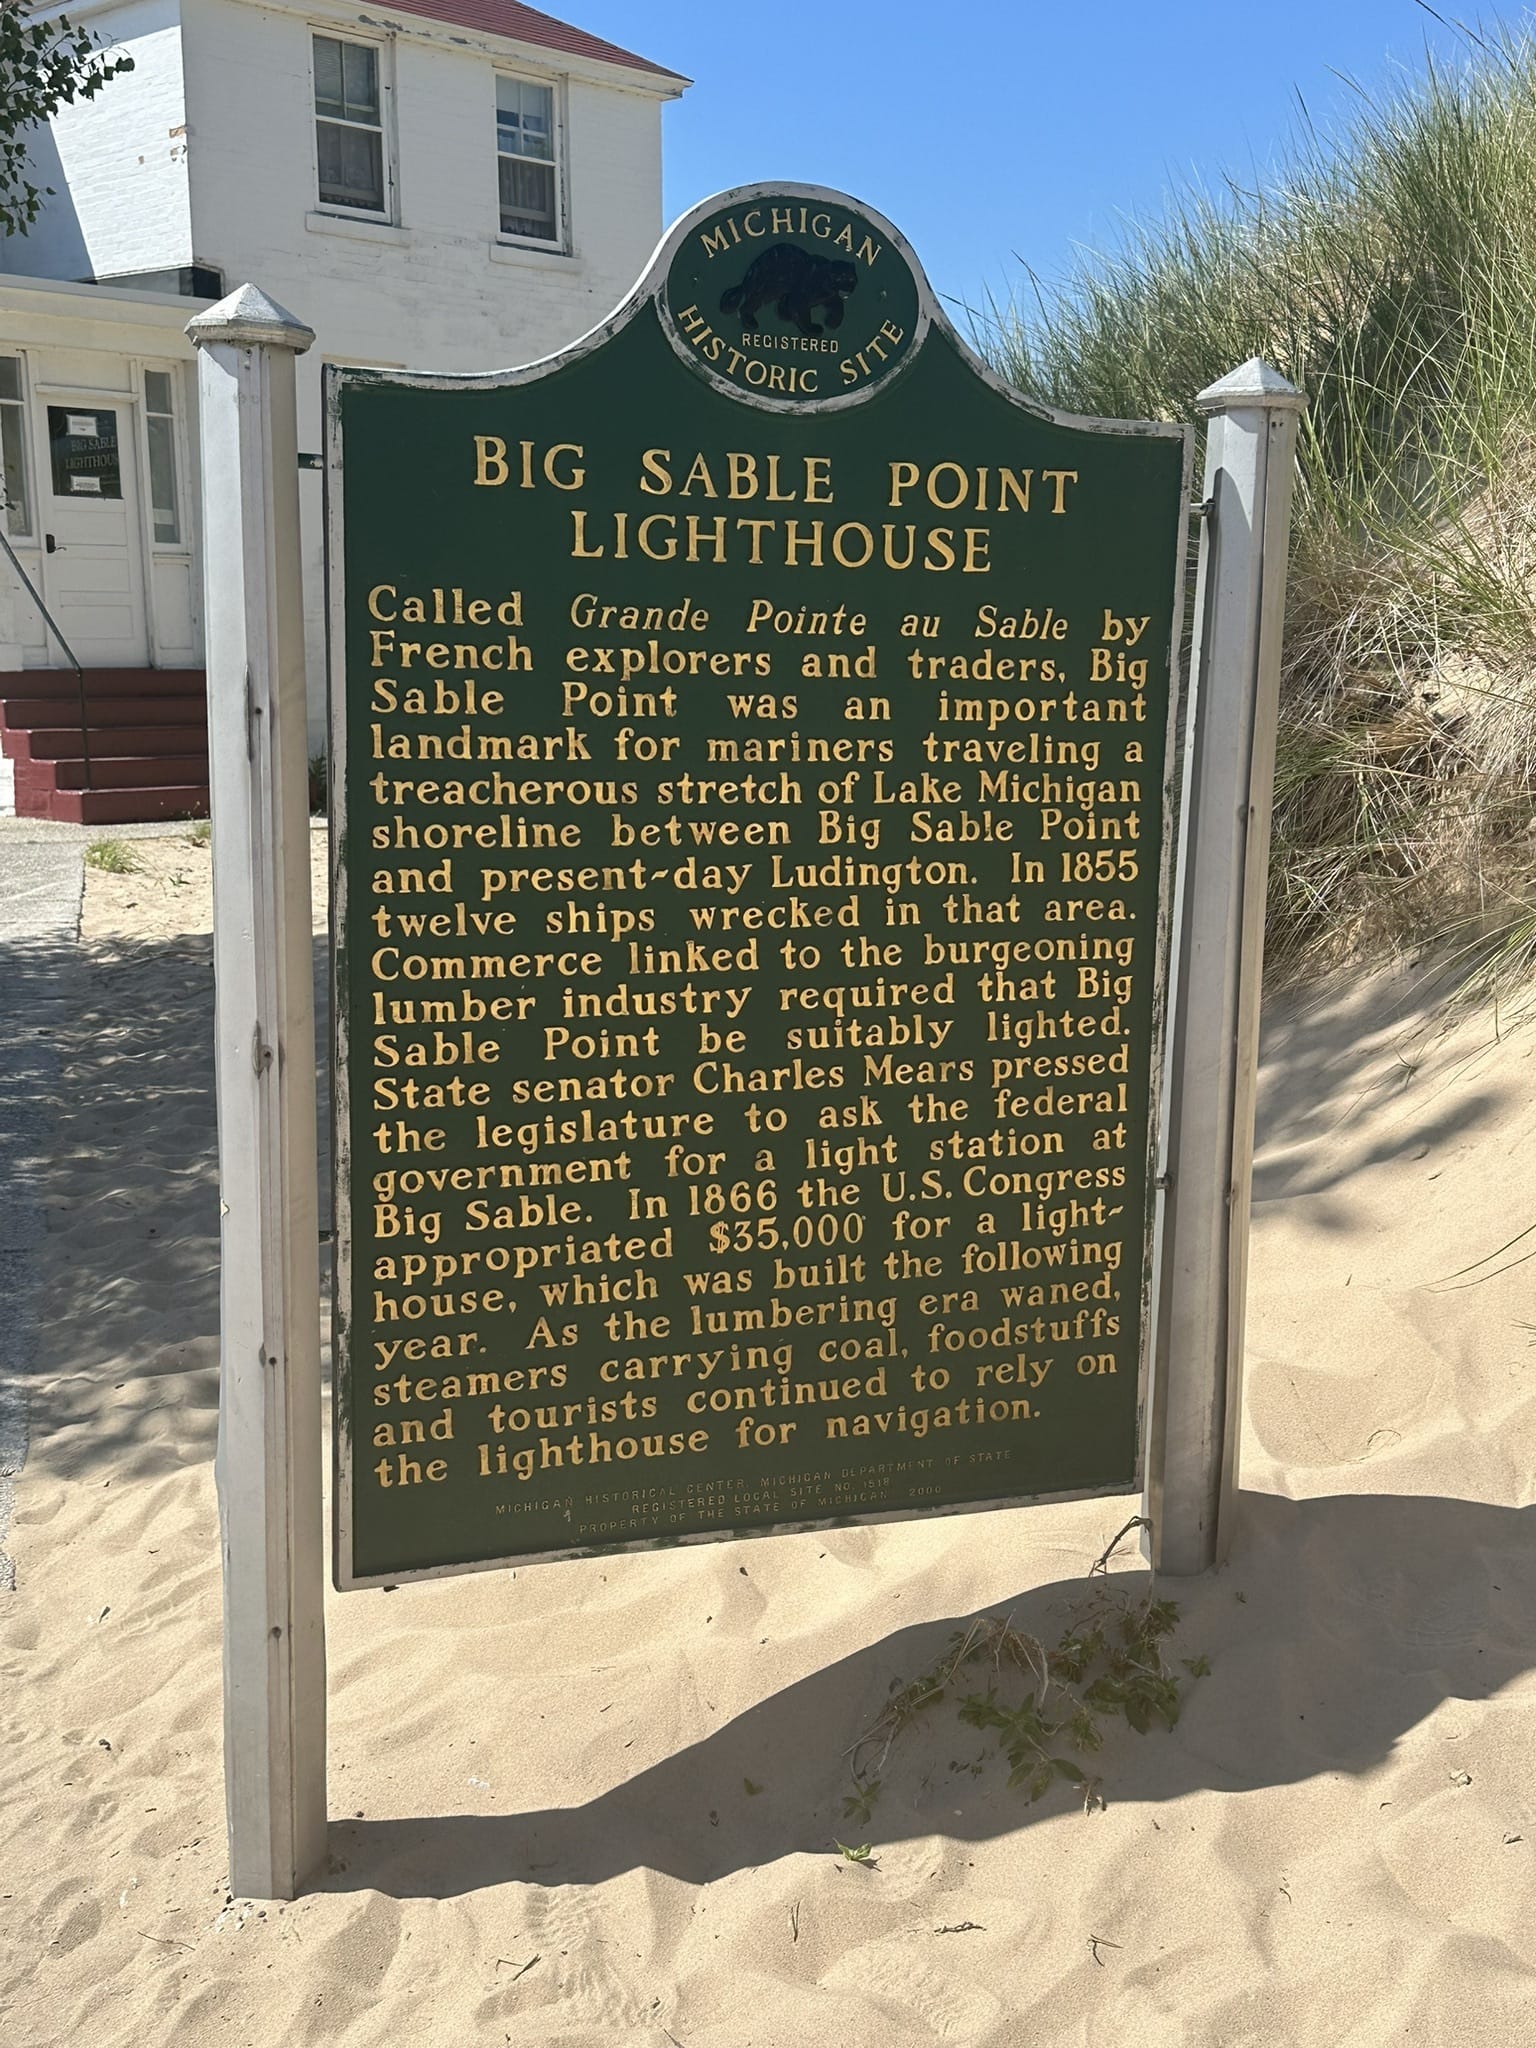 MICHIGAN
REGISTERED
HISTORIC SITE
BIG SABLE
LIGHTHOUSE
BIG SABLE POINT
LIGHTHOUSE
Called Grande Pointe au Sable by
French explorers and traders, Big
Sable Point was an important
landmark for mariners traveling a
treacherous stretch of Lake Michigan
shoreline between Big Sable Point
and present-day Ludington. In 1855
twelve ships wrecked in that area.
Commerce linked to the burgeoning
lumber industry required that Big
Sable Point be suitably lighted.
State senator Charles Mears pressed
the legislature to ask the federal
government for a light station at
Big Sable. In 1866 the U.S. Congress
appropriated $35,000 for a light-
house, which was built the following
year. As the lumbering era waned,
steamers carrying coal, foodstuffs
and tourists continued to rely on
the lighthouse for navigation.
MICHIGAN HISTORICAL CENTER, MICHIGAN DEPARTMENT OF STATE
REGISTERED LOCAL SITE NO. 1518
PROPERTY OF THE STATE OF MICHIGAN 2000